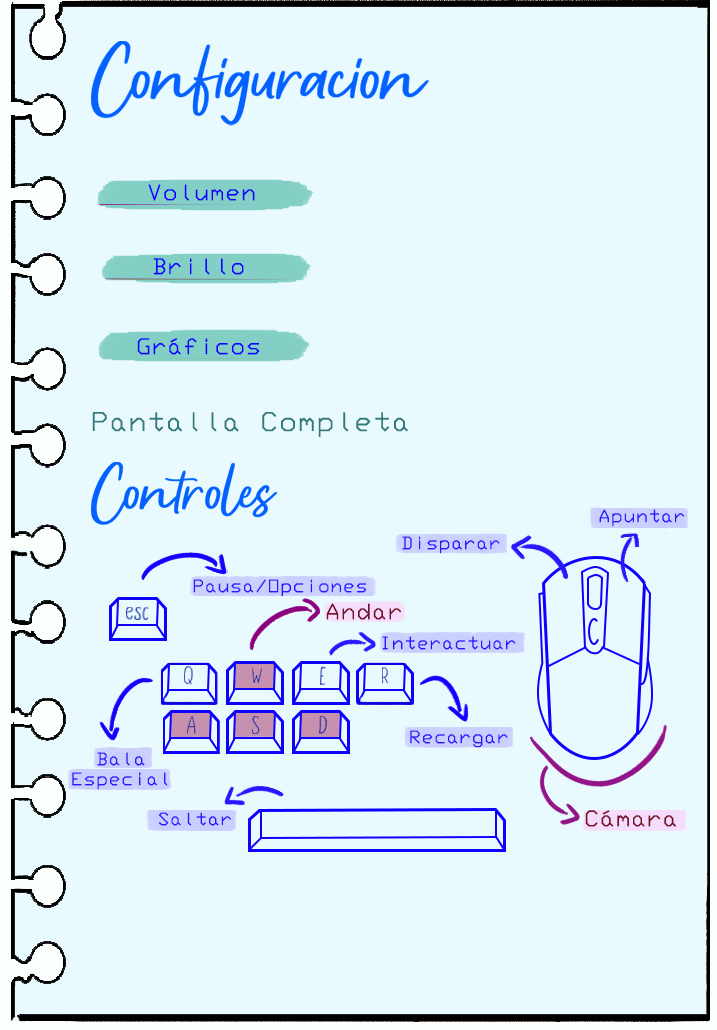 Configuracion
Volumen
Brillo
Gráficos
Pantalla Completa
Controles
Apuntar
Disparar
Pausa/Opciones
esc
Andar
Interactuar
Q W E R
A S D
Recargar
Bala
Especial
Saltar
Cámara